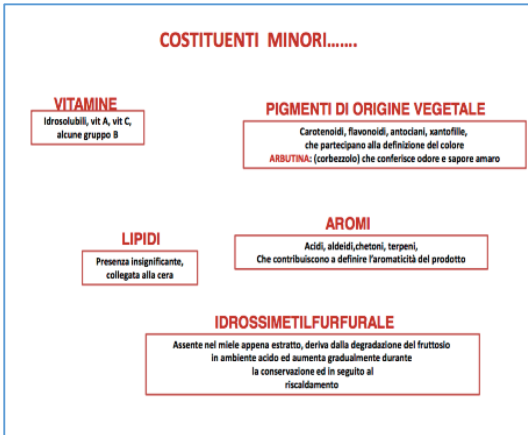 COSTITUENTI MINORI.......
VITAMINE
Idrosolubili, vit A, vit C,
alcune gruppo B
PIGMENTI DI ORIGINE VEGETALE
Carotenoidi, flavonoidi, antociani, xantofille,
che partecipano alla definizione del colore
ARBUTINA: (corbezzolo) che conferisce odore e sapore amaro
LIPIDI
Presenza insignificante,
collegata alla cera
AROMI
Acidi, aldeidi,chetoni, terpeni,
Che contribuiscono a definire l'aromaticità del prodotto
IDROSSIMETILFURFURALE
Assente nel miele appena estratto, deriva dalla degradazione del fruttosio
in ambiente acido ed aumenta gradualmente durante
la conservazione ed in seguito al
riscaldamento